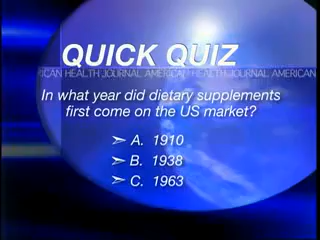 QUICK QUIZ
ICAN HEALTH JOURNAL AMERICAN HEALTH JOURNAL AMERICAN
In what year did dietary supplements
first come on the US market?
➣ A. 1910
➣ B. 1938
➣ C. 1963